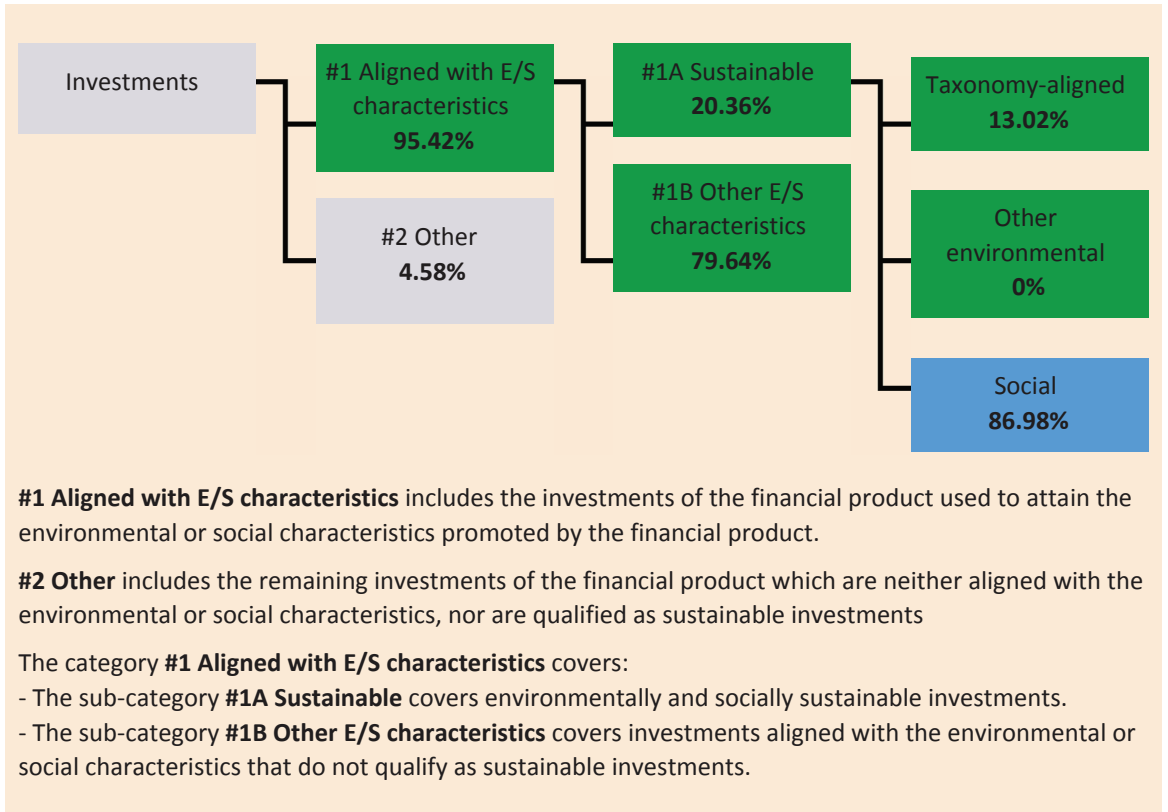 Investments
#1 Aligned with E/S
characteristics
95.42%
#2 Other
4.58%
#1A Sustainable
20.36%
#1B Other E/S
characteristics
79.64%
Taxonomy-aligned
13.02%
Other
environmental
0%
Social
86.98%
#1 Aligned with E/S characteristics includes the investments of the financial product used to attain the
environmental or social characteristics promoted by the financial product.
#2 Other includes the remaining investments of the financial product which are neither aligned with the
environmental or social characteristics, nor are qualified as sustainable investments
The category #1 Aligned with E/S characteristics covers:
- The sub-category #1A Sustainable covers environmentally and socially sustainable investments.
- The sub-category #1B Other E/S characteristics covers investments aligned with the environmental or
social characteristics that do not qualify as sustainable investments.